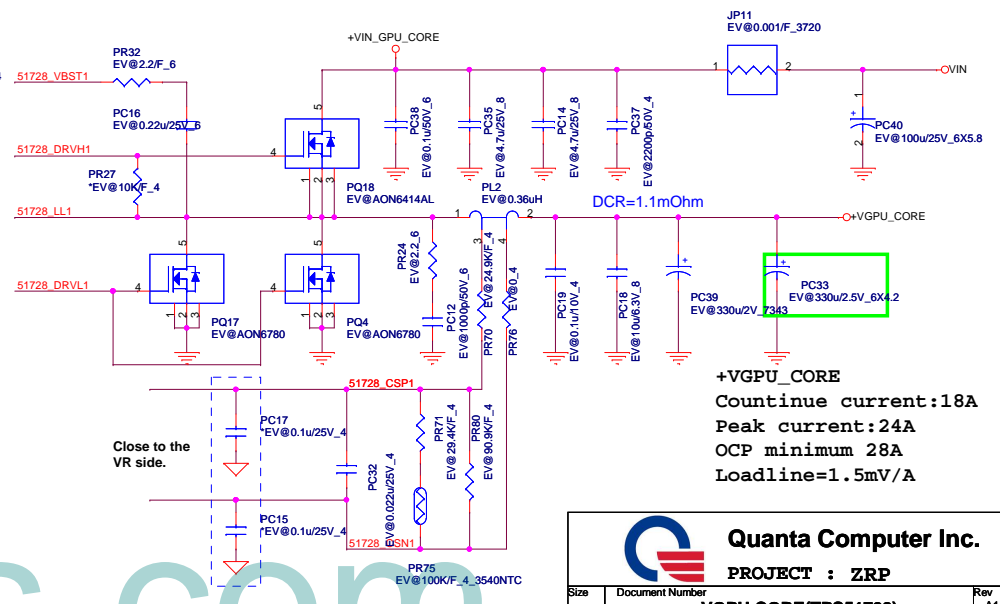 JP11
EV@0.001/F_3720
+VIN_GPU_CORE
PR32
EV@2.2/F_6
51728_VBST1
1
2
VIN
5
PC16
EV@0.22u/25V_6
PC38
EV@0.1u/50V_6
PC35
EV@4.7u/25V_8
PC14
EV@4.7u/25V_8
PC37
EV@2200p/50V_4
1
+
PC40
EV@100u/25V_6X5.8
2
51728_DRVH1
4
PR27
*EV@10K/F_4
1
2
3
PQ18
EV@AON6414AL
PL2
EV@0.36uH
DCR=1.1mOhm
51728_LL1
1
2
+VGPU_CORE
5
5
3
4
PR24
EV@2.2_6
EV@24.9K/F_4
EV@0_4
+
+
51728_DRVL1
4
4
PC12
EV@1000p/50V_6
PR70
PR76
PC19
EV@0.1u/10V_4
PC18
EV@10u/6.3V_8
PC39
EV@330u/2V_7343
PC33
EV@330u/2.5V_6X4.2
1
2
3
1
2
3
PQ17
EV@AON6780
PQ4
EV@AON6780
51728_CSP1
+VGPU_CORE
Countinue current:18A
Peak current:24A
OCP minimum 28A
Loadline=1.5mV/A
PC17
*EV@0.1u/25V_4
Close to the
VR side.
PC32
EV@0.022u/25V_4
PR71
EV@29.4K/F_4
PR80
EV@90.9K/F_4
PC15
*EV@0.1u/25V_4
51728_CSN1
PR75
EV@100K/F_4_3540NTC
s.com
Quanta Computer Inc.
PROJECT : ZRP
Size
Document Number
Rev